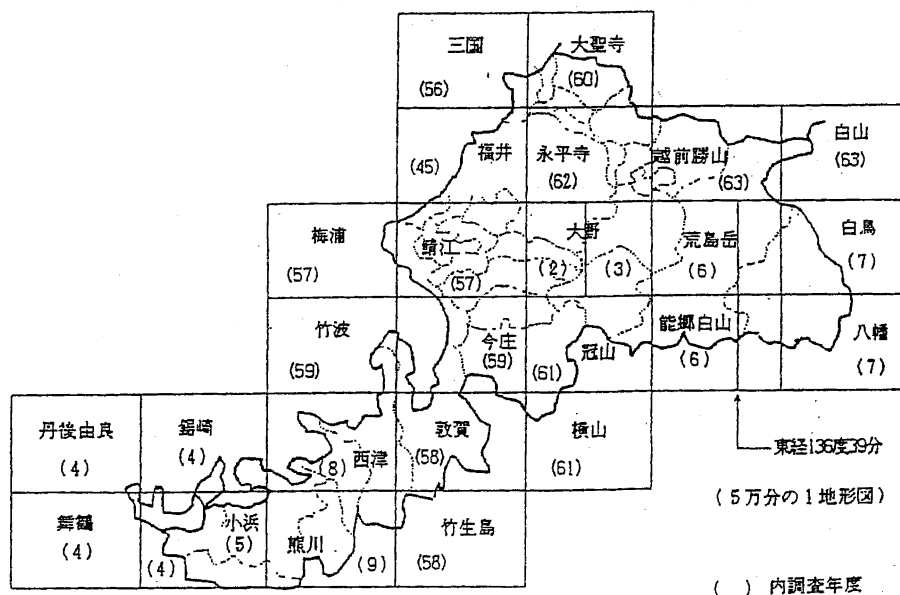 三国
大聖寺
(56)
(60)
福井
永平寺
越前勝山
白山
(45)
(62)
(63)
(63)
梅浦
鯖江
大野
荒島岳
白鳥
(57)
(57)
(2)
(3)
(6)
(7)
竹波
今庄
冠山
能郷白山
八幡
(59)
(59)
(61)
(6)
(7)
丹後由良
鋸崎
西津
敦賀
横山
東経136度39分
(4)
(4)
(8)
(58)
(61)
(5万分の1地形図)
舞鶴
小浜
熊川
竹生島
(4)
(4)
(5)
(9)
(58)
( ) 内調査年度